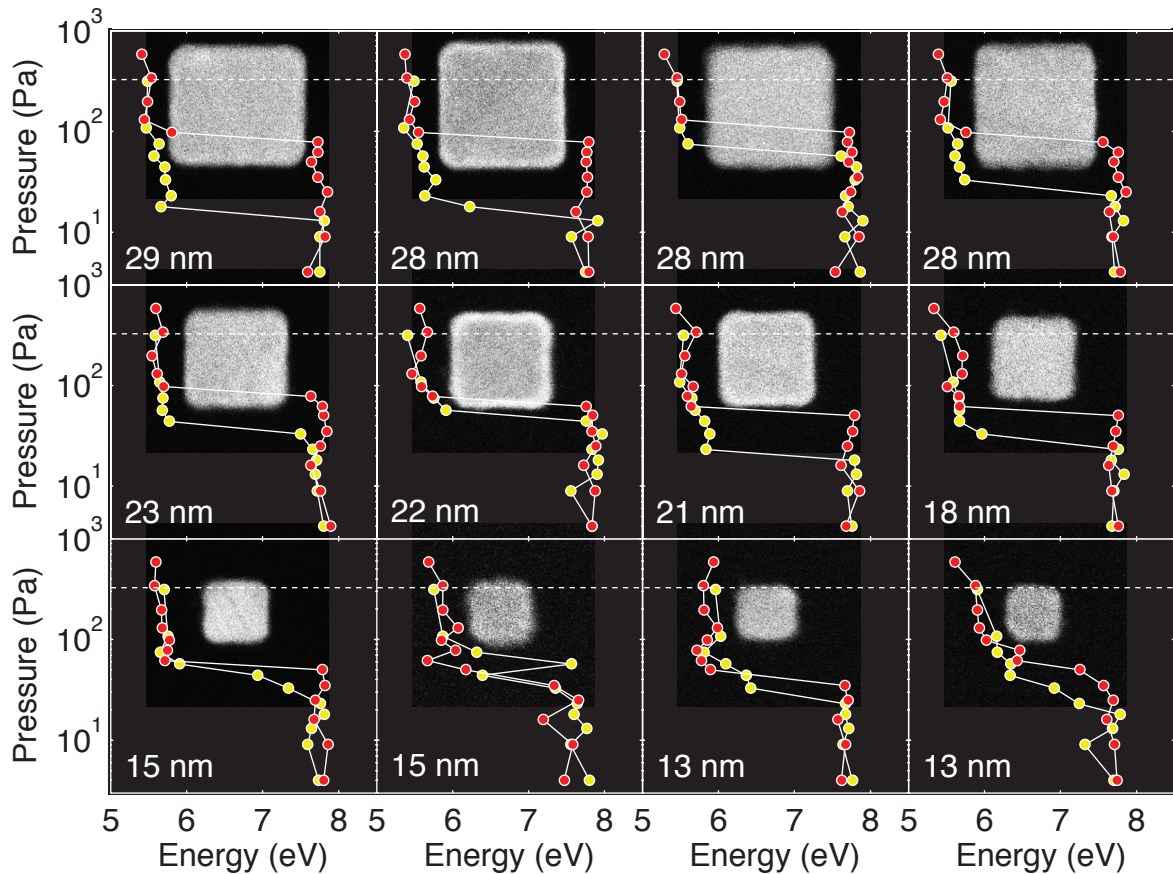 10³
Pressure (Pa)
10²
10¹
29 nm
28 nm
28 nm
28 nm
10³
Pressure (Pa)
10²
10¹
23 nm
22 nm
21 nm
18 nm
10³
Pressure (Pa)
10²
10¹
15 nm
15 nm
13 nm
13 nm
5 6 7 8 5 6 7 8 5 6 7 8 5 6 7 8
Energy (eV) Energy (eV) Energy (eV) Energy (eV)